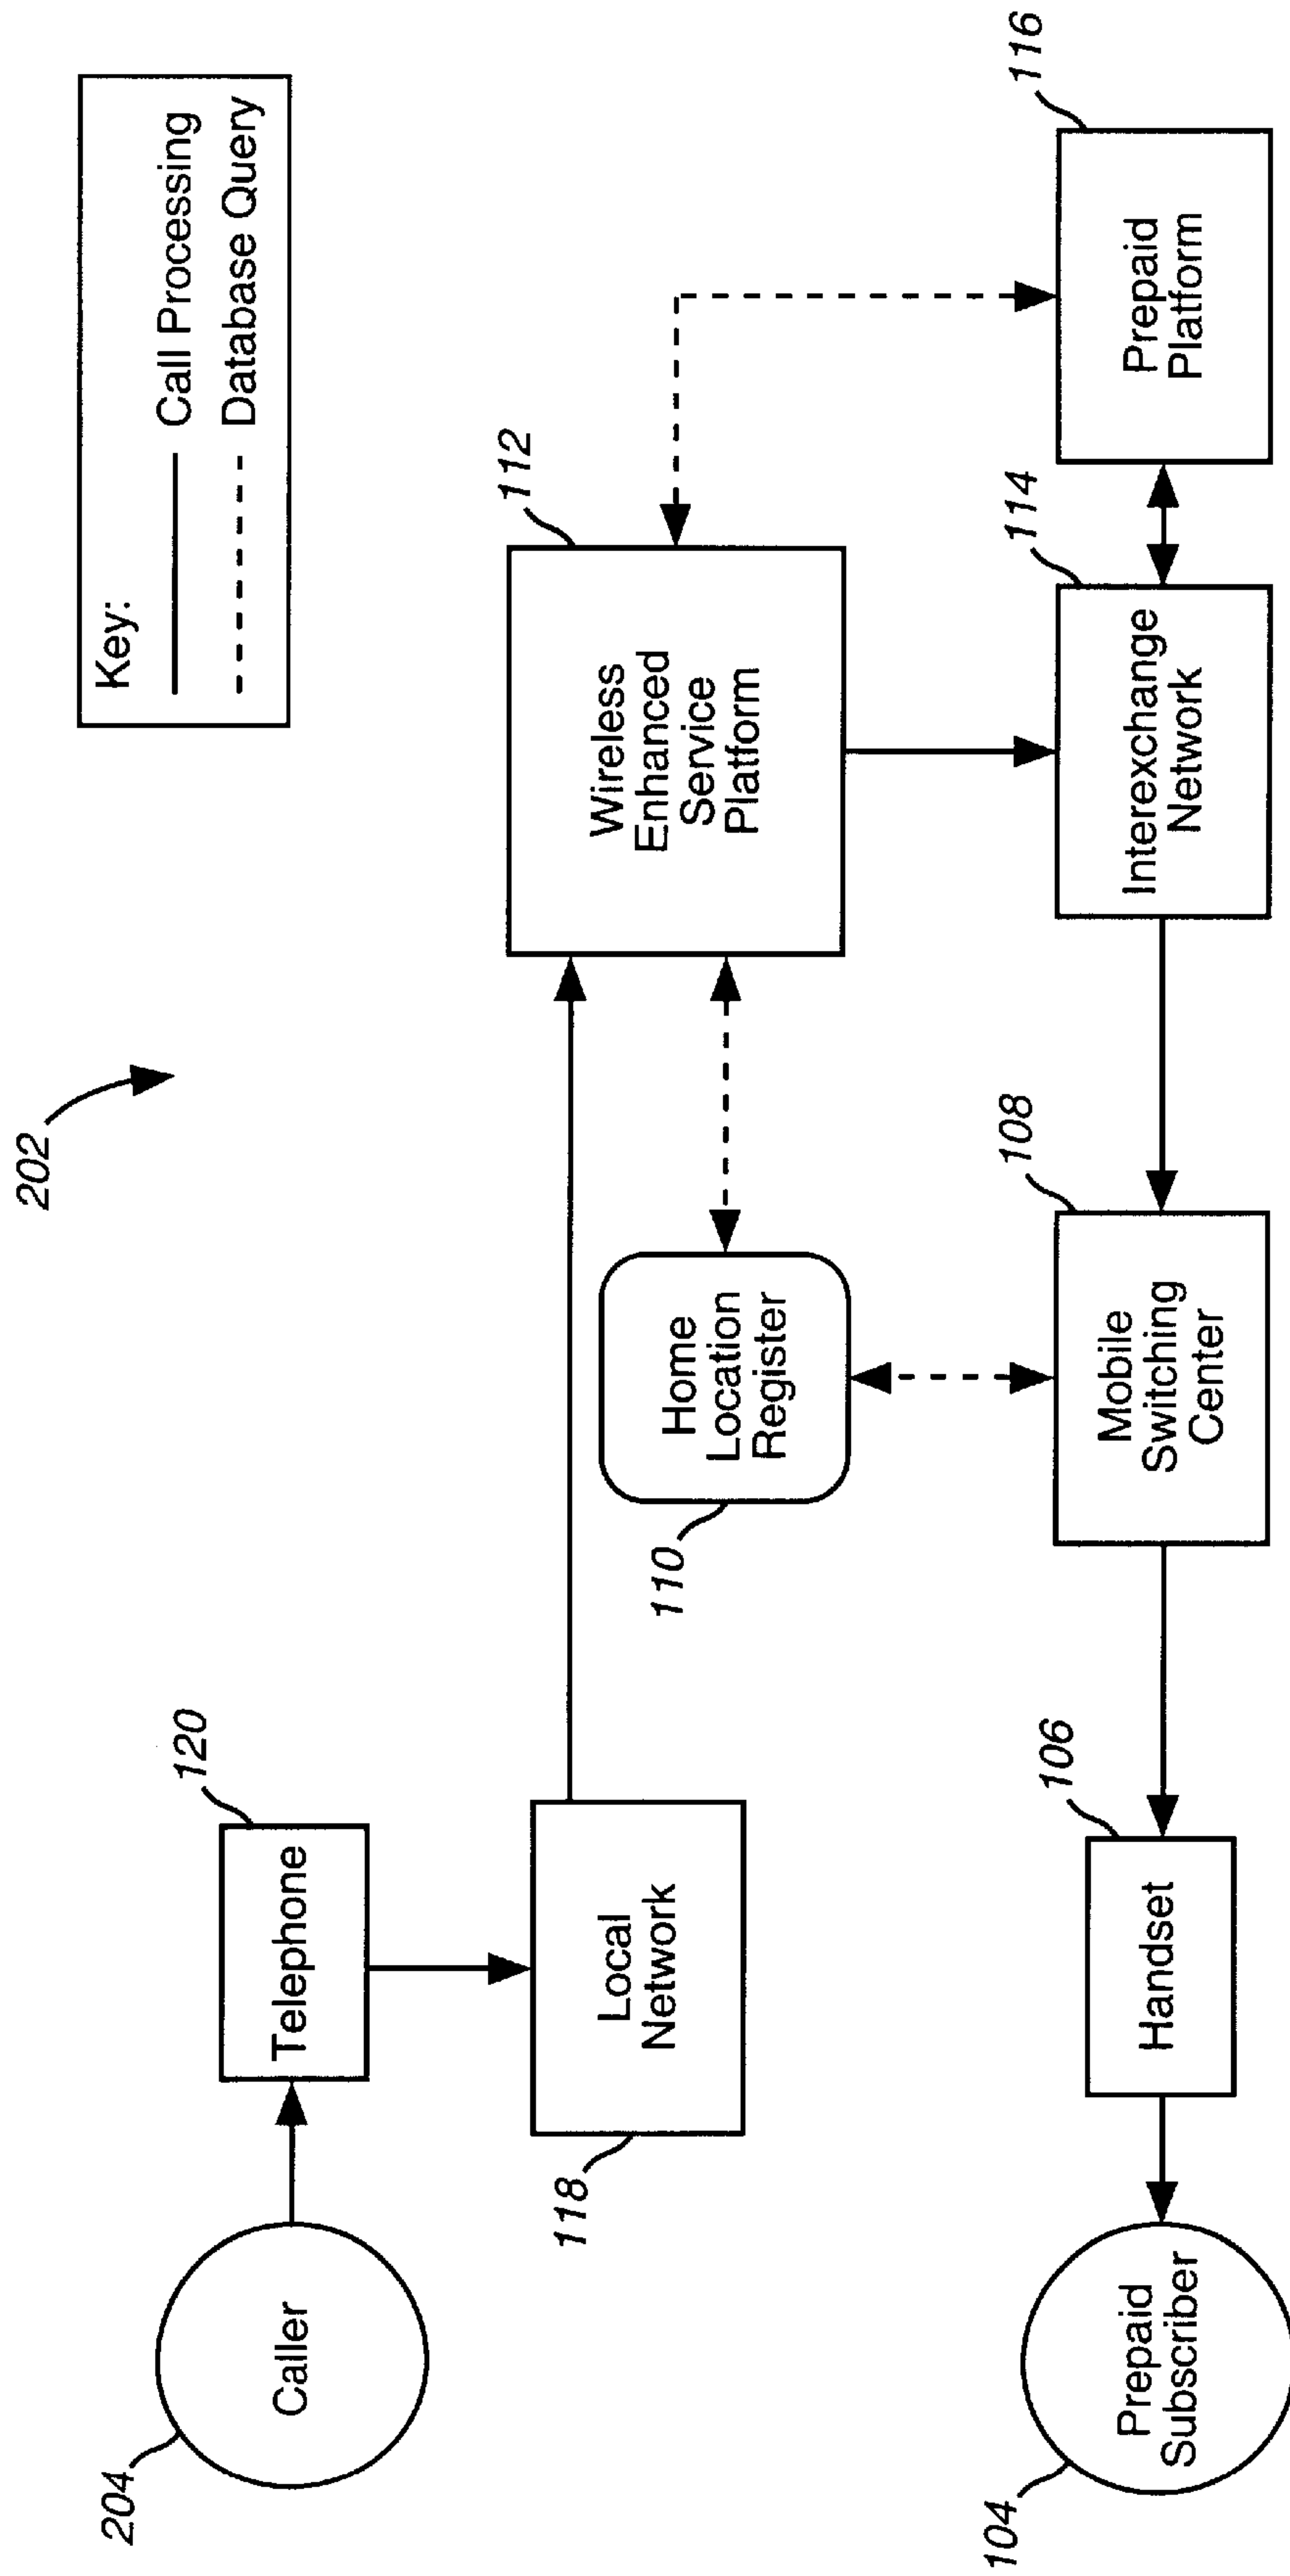 202
Key:
Call Processing
Database Query
204
Caller
120
Telephone
118
Local
Network
110
Home
Location
Register
112
Wireless
Enhanced
Service
Platform
104
Prepaid
Subscriber
106
Handset
108
Mobile
Switching
Center
114
Interexchange
Network
116
Prepaid
Platform